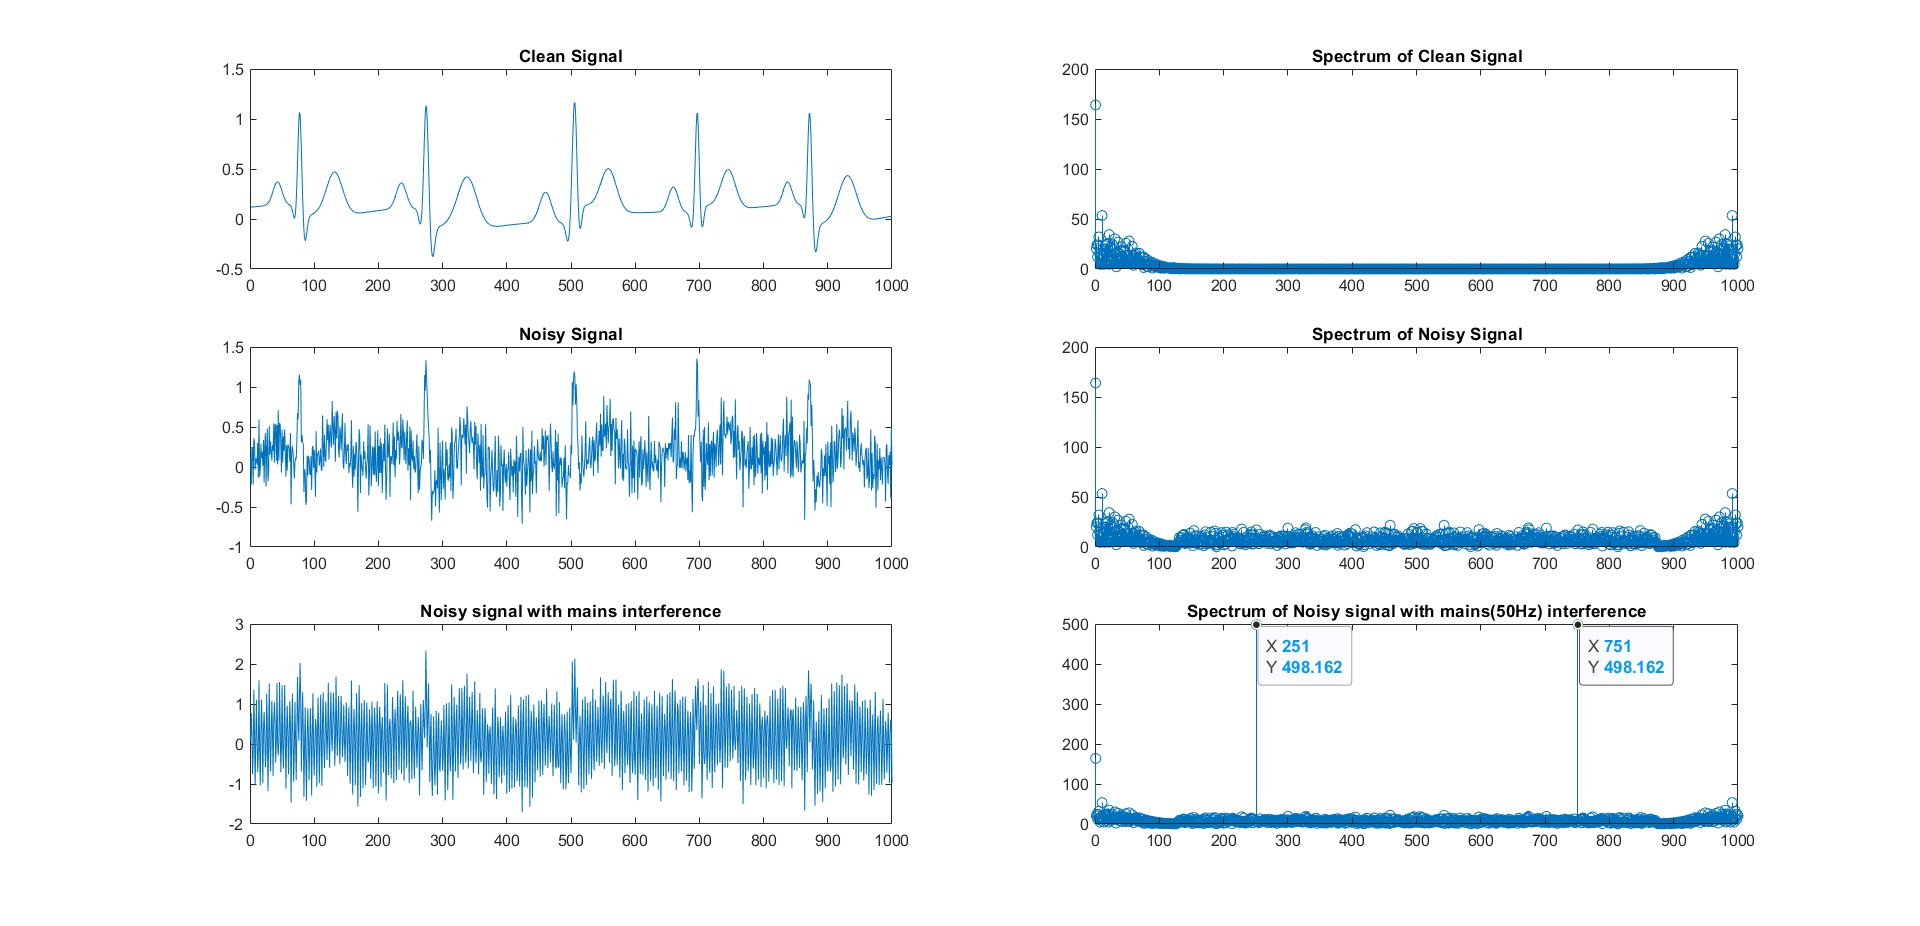 Clean Signal
1.5
1
0.5
0
-0.5
0 100 200 300 400 500 600 700 800 900 1000
Spectrum of Clean Signal
200
150
100
50
0
0 100 200 300 400 500 600 700 800 900 1000
Noisy Signal
1.5
1
0.5
0
-0.5
-1
0 100 200 300 400 500 600 700 800 900 1000
Spectrum of Noisy Signal
200
150
100
50
0
0 100 200 300 400 500 600 700 800 900 1000
Noisy signal with mains interference
3
2
1
0
-1
-2
0 100 200 300 400 500 600 700 800 900 1000
Spectrum of Noisy signal with mains(50Hz) interference
500
400
300
200
100
0
X 251
Y 498.162
X 751
Y 498.162
0 100 200 300 400 500 600 700 800 900 1000